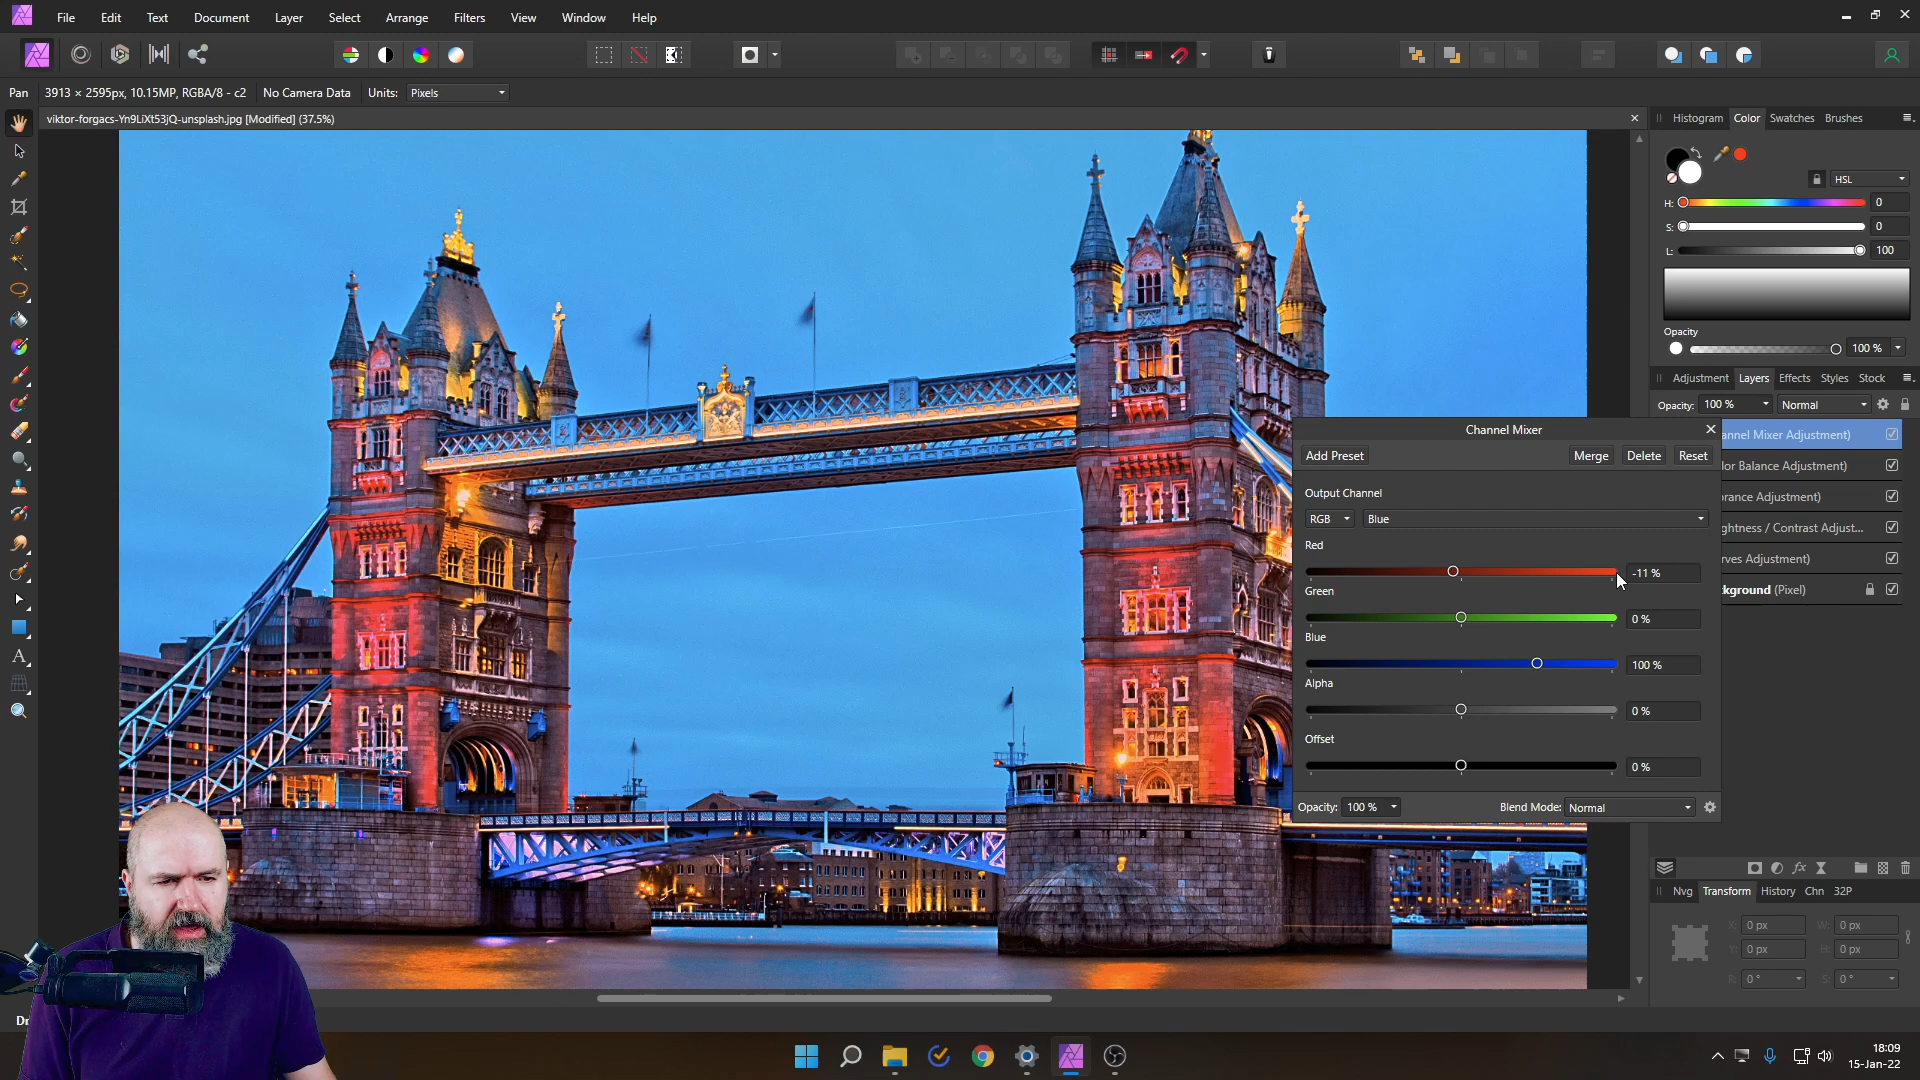 File Edit Text Document Layer Select Arrange Filters View Window Help
Pan 3913 × 2595px, 10.15MP, RGBA/8 - c2 No Camera Data Units: Pixels
viktor-forgacs-Yn9LiXt53jQ-unsplash.jpg [Modified] (37.5%)
Histogram Color Swatches Brushes
HSL
H: 0
S: 0
L: 100
Opacity
100 %
Adjustment Layers Effects Styles Stock
Opacity: 100 % Normal
annel Mixer Adjustment)
lor Balance Adjustment)
rance Adjustment)
ghtness / Contrast Adjust...
rves Adjustment)
kground (Pixel)
Channel Mixer
Add Preset Merge Delete Reset
Output Channel
RGB Blue
Red
-11 %
Green
0 %
Blue
100 %
Alpha
0 %
Offset
0 %
Opacity: 100 % Blend Mode: Normal
Nvg Transform History Chn 32P
X: 0 px W: 0 px
Y: 0 px H: 0 px
R: 0 ° S: 0 °
18:09
15-Jan-22